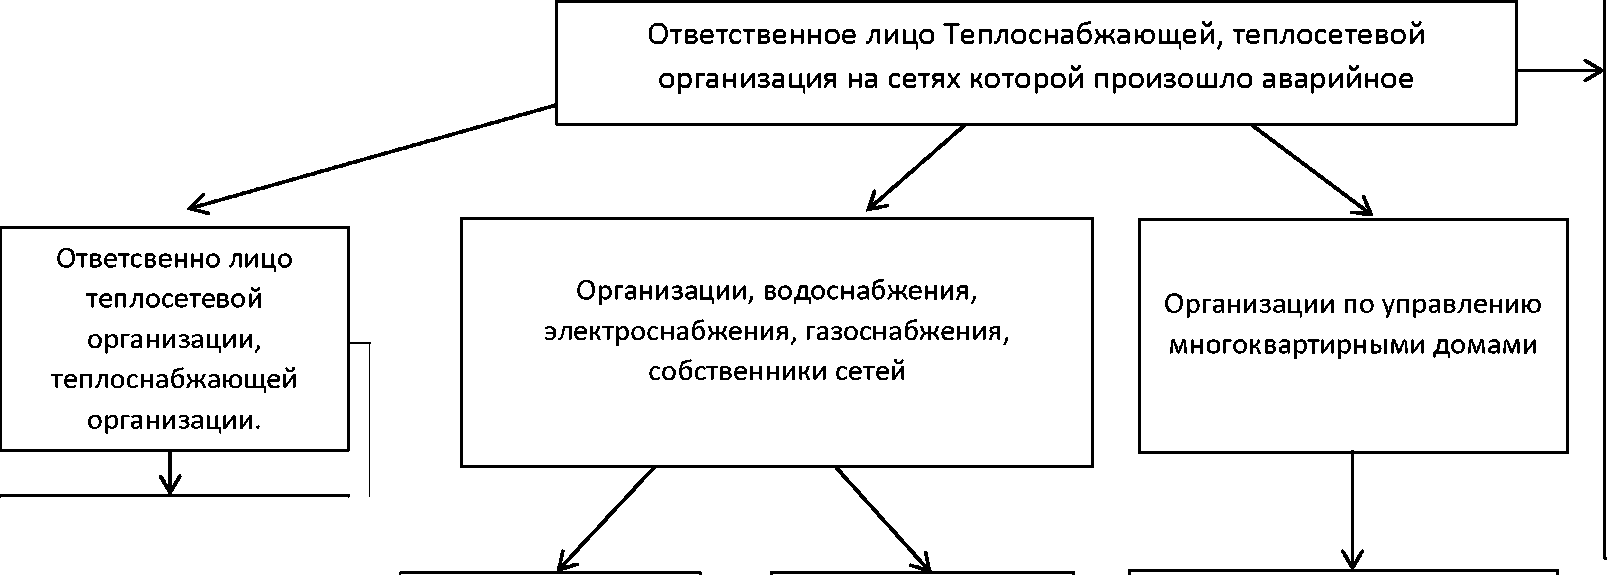 Ответственное лицо Теплоснабжающей, теплосетевой
организация на сетях которой произошло аварийное
Ответсвенно лицо
теплосетевой
организации,
теплоснабжающей
организации.
Организации, водоснабжения,
электроснабжения, газоснабжения,
собственники сетей
Организации по управлению
многоквартирными домами